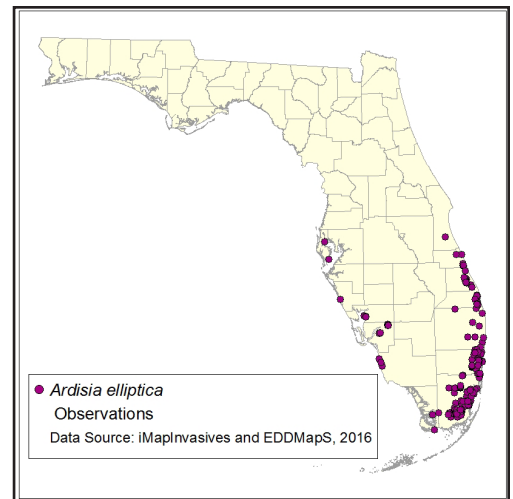 Ardisia elliptica
Observations
Data Source: iMapInvasives and EDDMapS, 2016